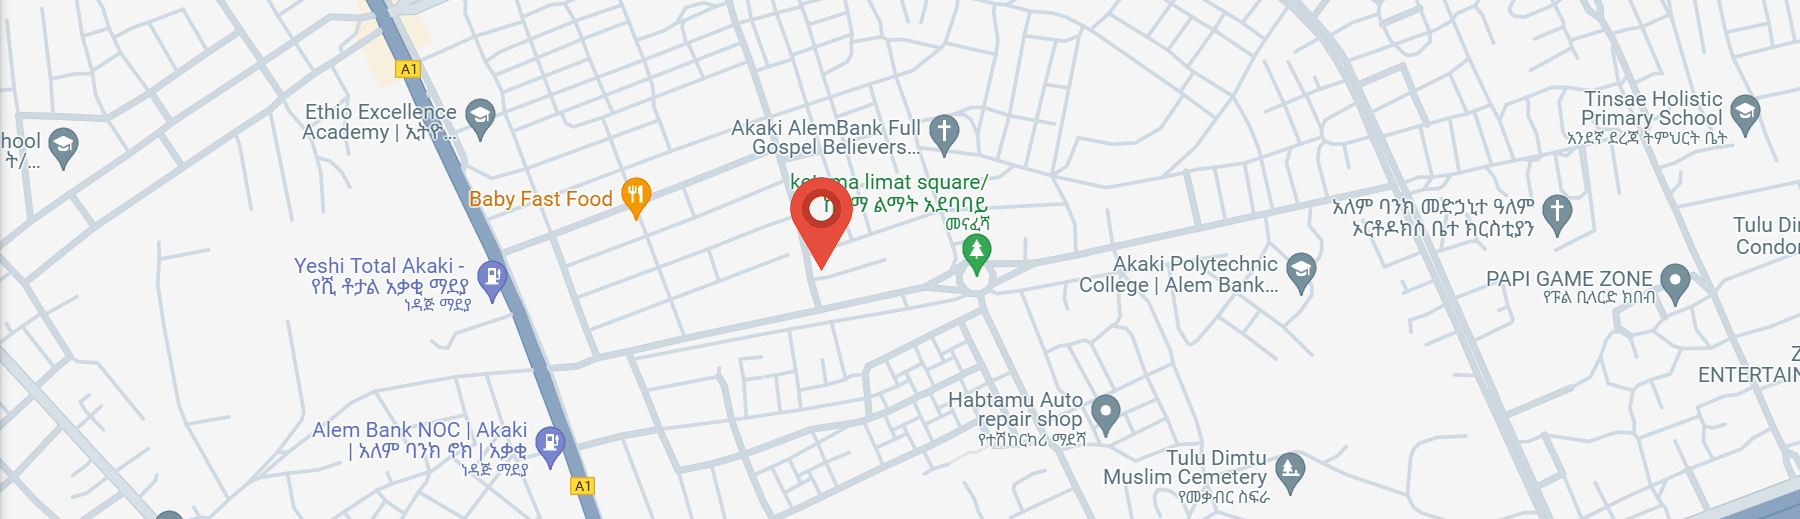 A1
Ethio Excellence
Academy | ኢትዮ...
hool
ት/...
Akaki AlemBank Full
Gospel Believers...
Tinsae Holistic
Primary School
አንደኛ ደረጃ ትምህርት ቤት
Baby Fast Food
limat square/
ልማት አደባባይ
መናፈሻ
አለም ባንክ መድኃኒተ ዓለም
ኦርቶዶክስ ቤተ ክርስቲያን
Tulu Di
Condor
Yeshi Total Akaki -
የሺ ቶታል አቃቂ ማደያ
ነዳጅ ማደያ
Akaki Polytechnic
College | Alem Bank...
PAPI GAME ZONE
የፑል ቢለርድ ክበብ
Z
ENTERTAIN
Habtamu Auto
repair shop
የተሽከርካሪ ማደሻ
Alem Bank NOC | Akaki
| አለም ባንክ ኖክ | አቃቂ
ነዳጅ ማደያ
A1
Tulu Dimtu
Muslim Cemetery
የመቃብር ስፍራ